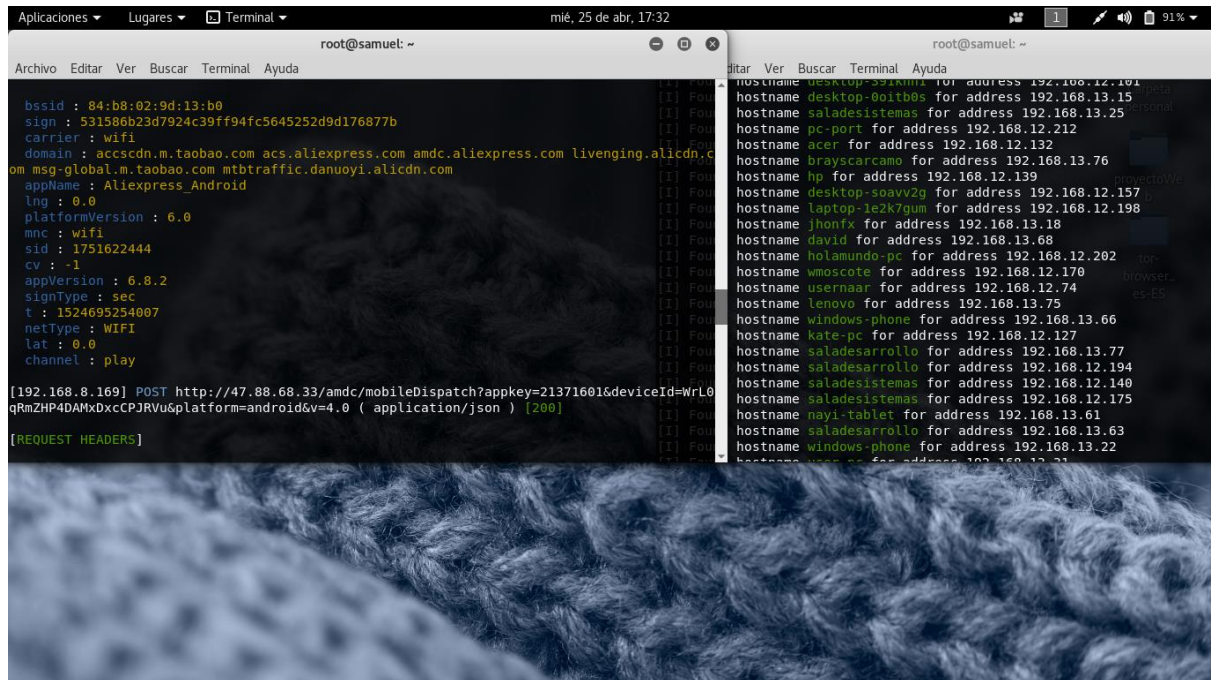 Aplicaciones Lugares Terminal mié, 25 de abr, 17:32 1 91%
root@samuel: ~
Archivo Editar Ver Buscar Terminal Ayuda
bssid : 84:b8:02:9d:13:b0
sign : 531586b23d7924c39ff94fc5645252d9d176877b
carrier : wifi
domain : accscdn.m.taobao.com acs.aliexpress.com amdc.aliexpress.com livenging.alicdn.c
om msg-global.m.taobao.com mtbtraffic.danuoyi.alicdn.com
appName : Aliexpress_Android
lng : 0.0
platformVersion : 6.0
mnc : wifi
sid : 1751622444
cv : -1
appVersion : 6.8.2
signType : sec
t : 1524695254007
netType : WIFI
lat : 0.0
channel : play
[192.168.8.169] POST http://47.88.68.33/amdc/mobileDispatch?appkey=21371601&deviceId=WrL0
qRmZHP4DAMxDxcCPJRVu&platform=android&v=4.0 ( application/json ) [200]
[REQUEST HEADERS]
root@samuel: ~
ditar Ver Buscar Terminal Ayuda
hostname for address 192.168.12.101
hostname desktop-0oitb0s for address 192.168.13.15
hostname saladesistemas for address 192.168.13.25
hostname pc-port for address 192.168.12.212
hostname acer for address 192.168.12.132
hostname brayscarcamo for address 192.168.13.76
hostname hp for address 192.168.12.139
hostname desktop-soavv2g for address 192.168.12.157
hostname laptop-1e2k7gum for address 192.168.12.198
hostname jhonfx for address 192.168.13.18
hostname david for address 192.168.13.68
hostname holamundo-pc for address 192.168.12.202
hostname wmoscote for address 192.168.12.170
hostname usernaar for address 192.168.12.74
hostname lenovo for address 192.168.13.75
hostname windows-phone for address 192.168.13.66
hostname kate-pc for address 192.168.12.127
hostname saladesarrollo for address 192.168.13.77
hostname saladesarrollo for address 192.168.12.194
hostname saladesistemas for address 192.168.12.140
hostname saladesistemas for address 192.168.12.175
hostname nayi-tablet for address 192.168.13.61
hostname saladesarrollo for address 192.168.13.63
hostname windows-phone for address 192.168.13.22